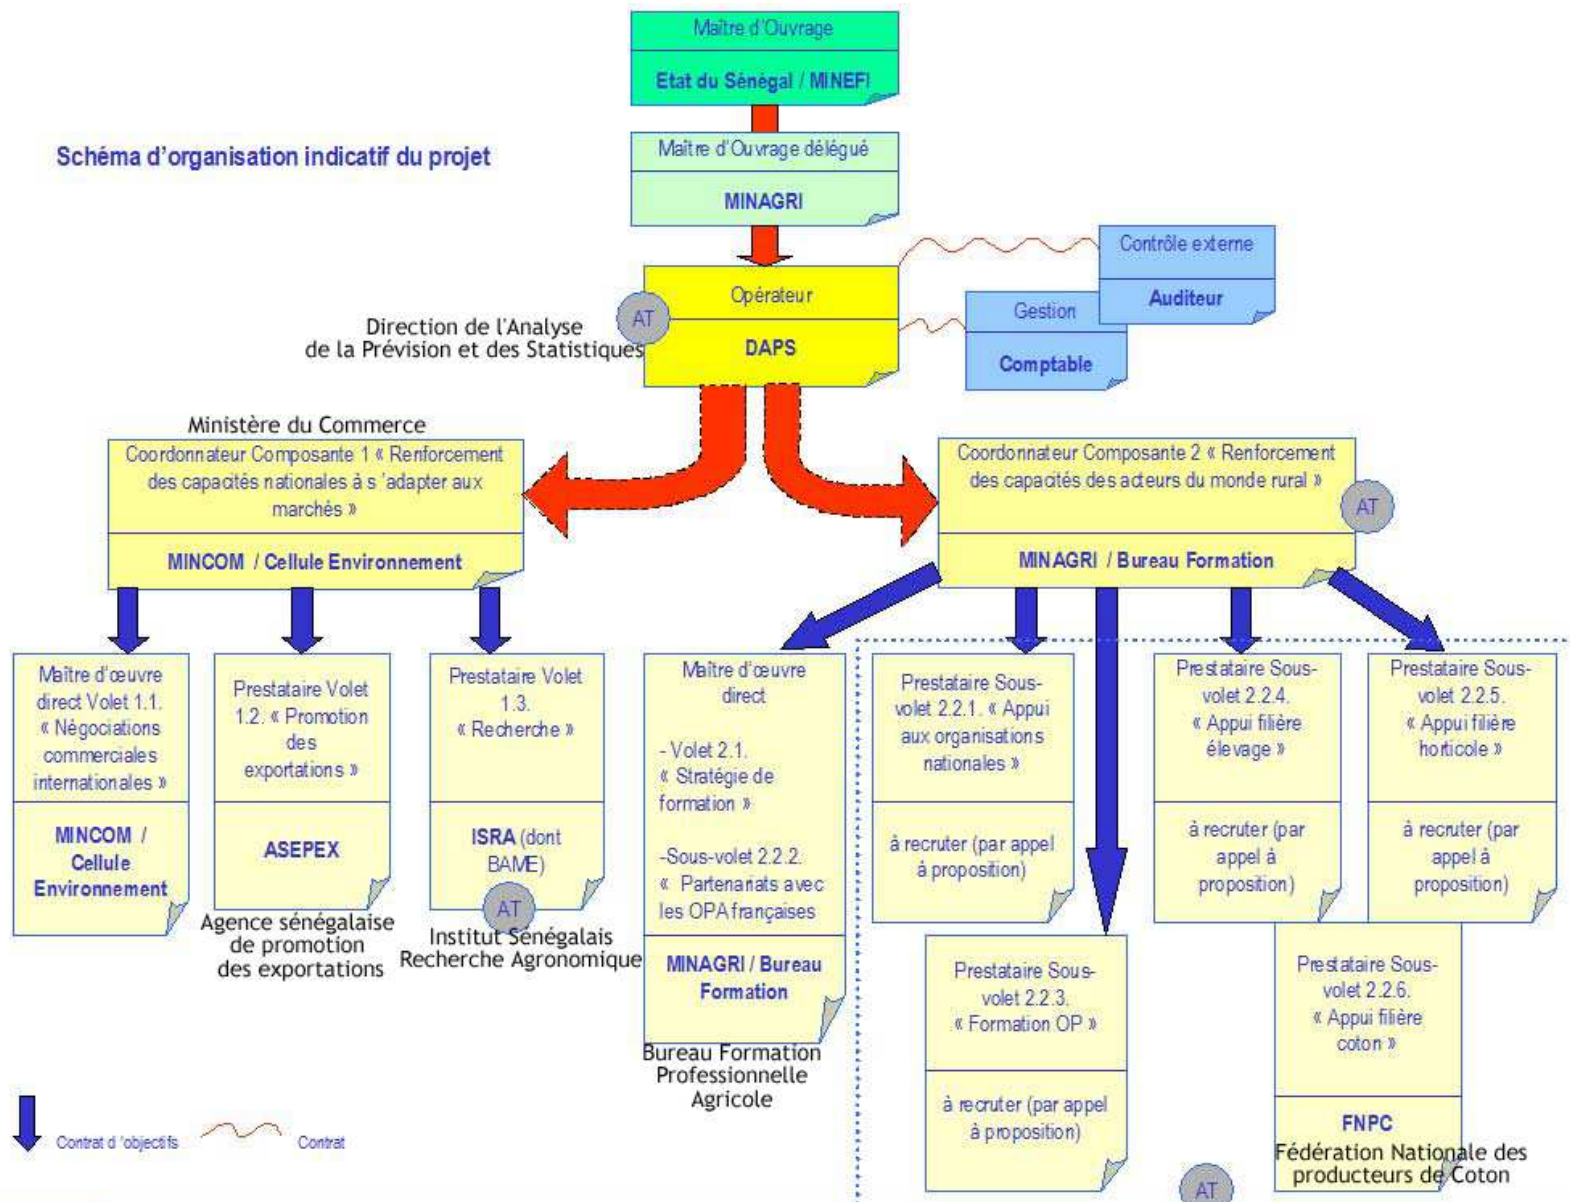 Maître d'Ouvrage
Etat du Sénégal / MINEFI
Schéma d'organisation indicatif du projet
Maître d'Ouvrage délégué
MINAGRI
Contrôle externe
Auditeur
Opérateur
DAPS
AT
Gestion
Comptable
Direction de l'Analyse
de la Prévision et des Statistiques
Ministère du Commerce
Coordonnateur Composante 1 « Renforcement
des capacités nationales à s 'adapter aux
marchés »
MINCOM / Cellule Environnement
Coordonnateur Composante 2 « Renforcement
des capacités des acteurs du monde rural »
AT
MINAGRI / Bureau Formation
Maître d'œuvre
direct Volet 1.1.
« Négociations
commerciales
internationales »
MINCOM /
Cellule
Environnement
Prestataire Volet
1.2. « Promotion
des
exportations »
ASEPEX
Agence sénégalaise
de promotion
des exportations
Prestataire Volet
1.3.
« Recherche »
ISRA (dont
BAME)
AT
Institut Sénégalais
Recherche Agronomique
Maître d'œuvre
direct
- Volet 2.1.
« Stratégie de
formation »
-Sous-volet 2.2.2.
« Partenariats avec
les OPA françaises
MINAGRI / Bureau
Formation
Bureau Formation
Professionnelle
Agricole
Prestataire Sous-
volet 2.2.1. « Appui
aux organisations
nationales »
à recruter (par appel
à proposition)
Prestataire Sous-
volet 2.2.4.
« Appui filière
élevage »
à recruter (par
appel à
proposition)
Prestataire Sous-
volet 2.2.5.
« Appui filière
horticole »
à recruter (par
appel à
proposition)
Prestataire Sous-
volet 2.2.3.
« Formation OP »
à recruter (par appel
à proposition)
Prestataire Sous-
volet 2.2.6.
« Appui filière
coton »
FNPC
Fédération Nationale des
producteurs de Coton
AT
Contrat d 'objectifs
Contrat